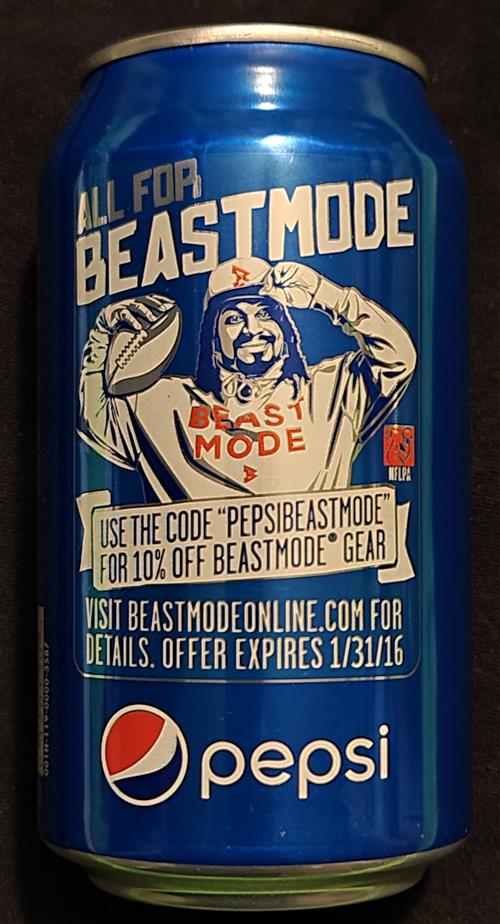 ALL FOR
BEASTMODE
BEAST
MODE
NFLPA
USE THE CODE "PEPSIBEASTMODE"
FOR 10% OFF BEASTMODE® GEAR
VISIT BEASTMODEONLINE.COM FOR
DETAILS. OFFER EXPIRES 1/31/16
pepsi